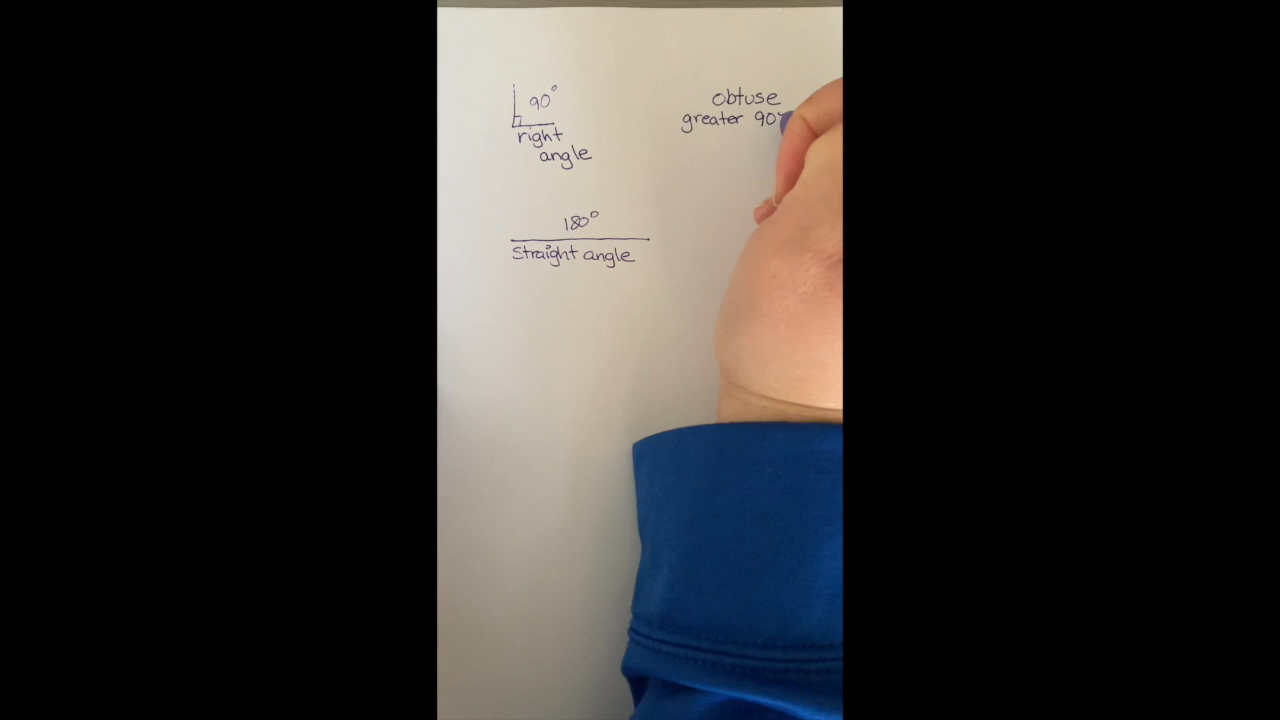 90°
right
angle
obtuse
greater 90°
180°
Straight angle